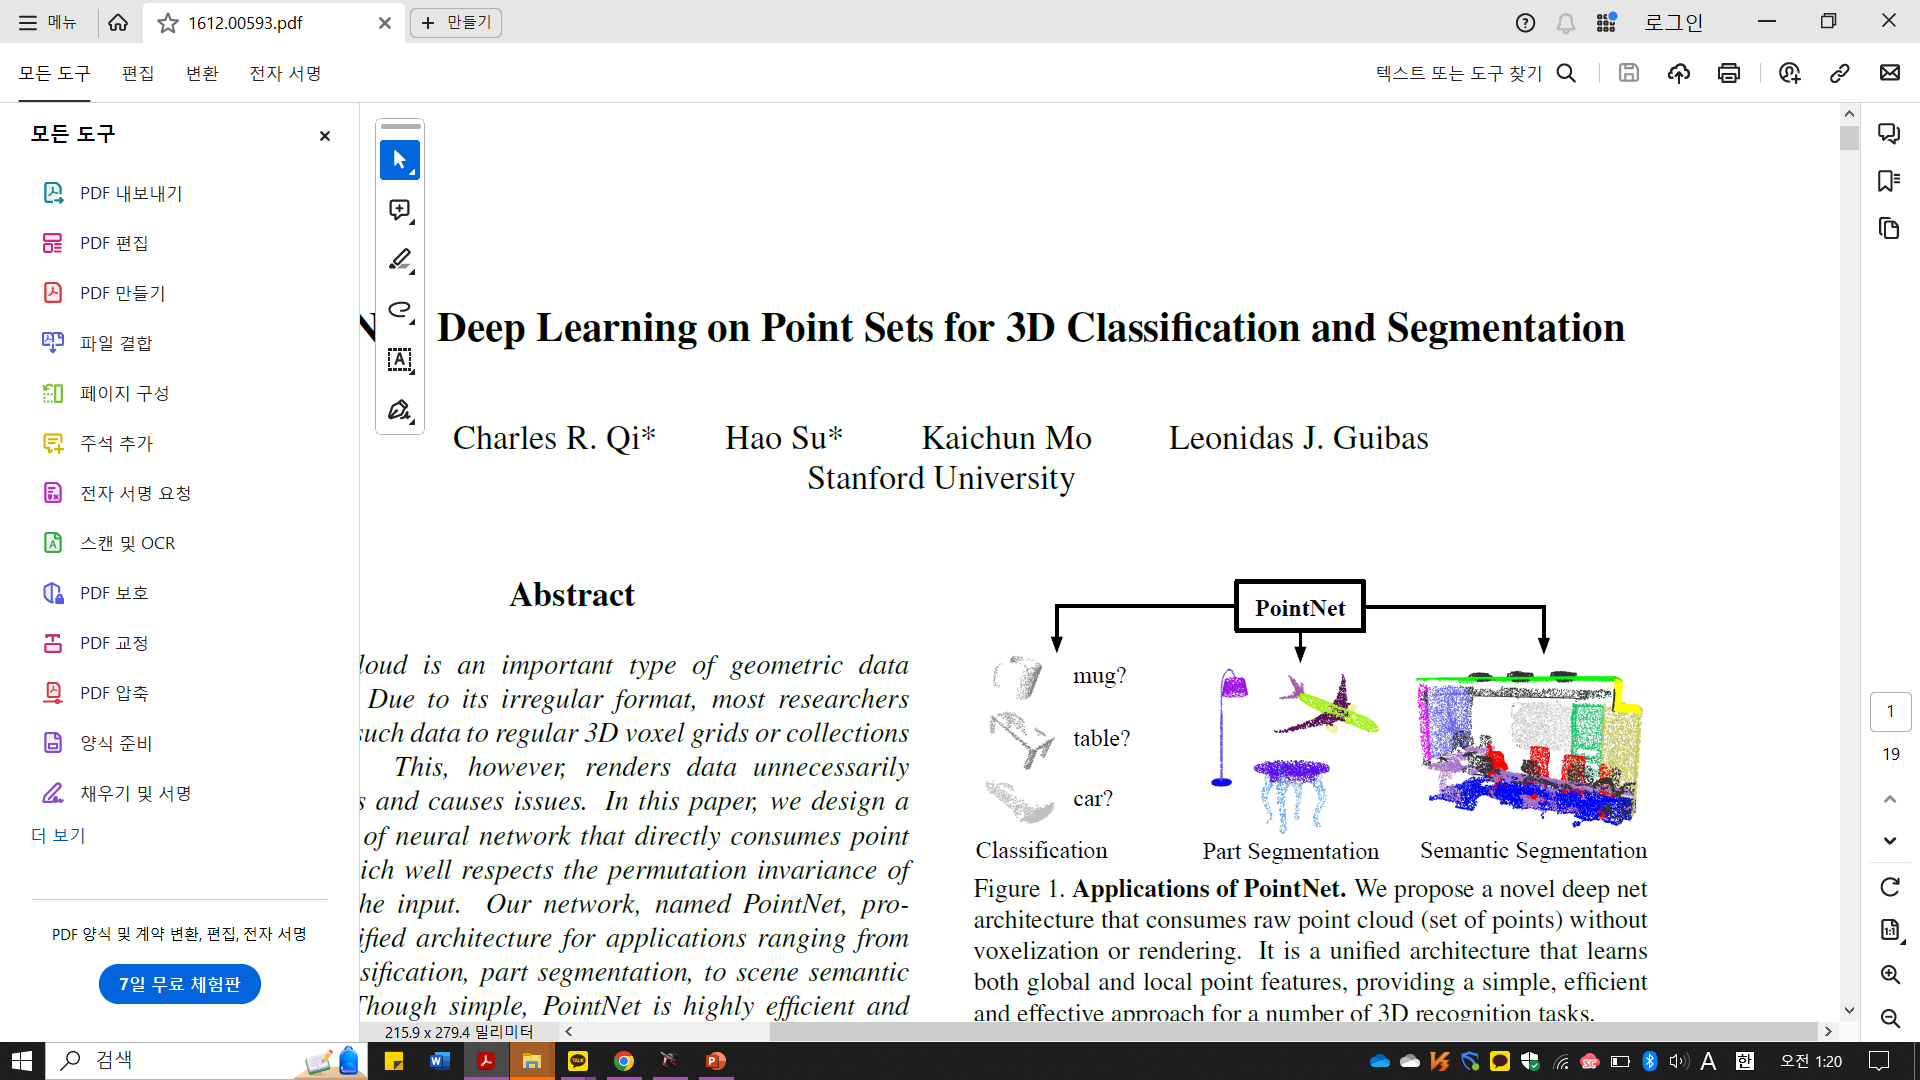 메뉴
1612.00593.pdf
만들기
로그인
모든 도구
편집
변환
전자 서명
텍스트 또는 도구 찾기
모든 도구
PDF 내보내기
PDF 편집
PDF 만들기
파일 결합
페이지 구성
주석 추가
전자 서명 요청
스캔 및 OCR
PDF 보호
PDF 교정
PDF 압축
양식 준비
채우기 및 서명
더 보기
PDF 양식 및 계약 변환, 편집, 전자 서명
7일 무료 체험판
Deep Learning on Point Sets for 3D Classification and Segmentation
Charles R. Qi* Hao Su* Kaichun Mo Leonidas J. Guibas
Stanford University
Abstract
loud is an important type of geometric data
Due to its irregular format, most researchers
such data to regular 3D voxel grids or collections
This, however, renders data unnecessarily
s and causes issues. In this paper, we design a
of neural network that directly consumes point
ich well respects the permutation invariance of
he input. Our network, named PointNet, pro-
ified architecture for applications ranging from
sification, part segmentation, to scene semantic
Though simple, PointNet is highly efficient and
PointNet
mug?
table?
car?
Classification
Part Segmentation
Semantic Segmentation
Figure 1. Applications of PointNet. We propose a novel deep net
architecture that consumes raw point cloud (set of points) without
voxelization or rendering. It is a unified architecture that learns
both global and local point features, providing a simple, efficient
and effective approach for a number of 3D recognition tasks.
215.9 x 279.4 밀리미터
1
19
검색
A
한
오전 1:20